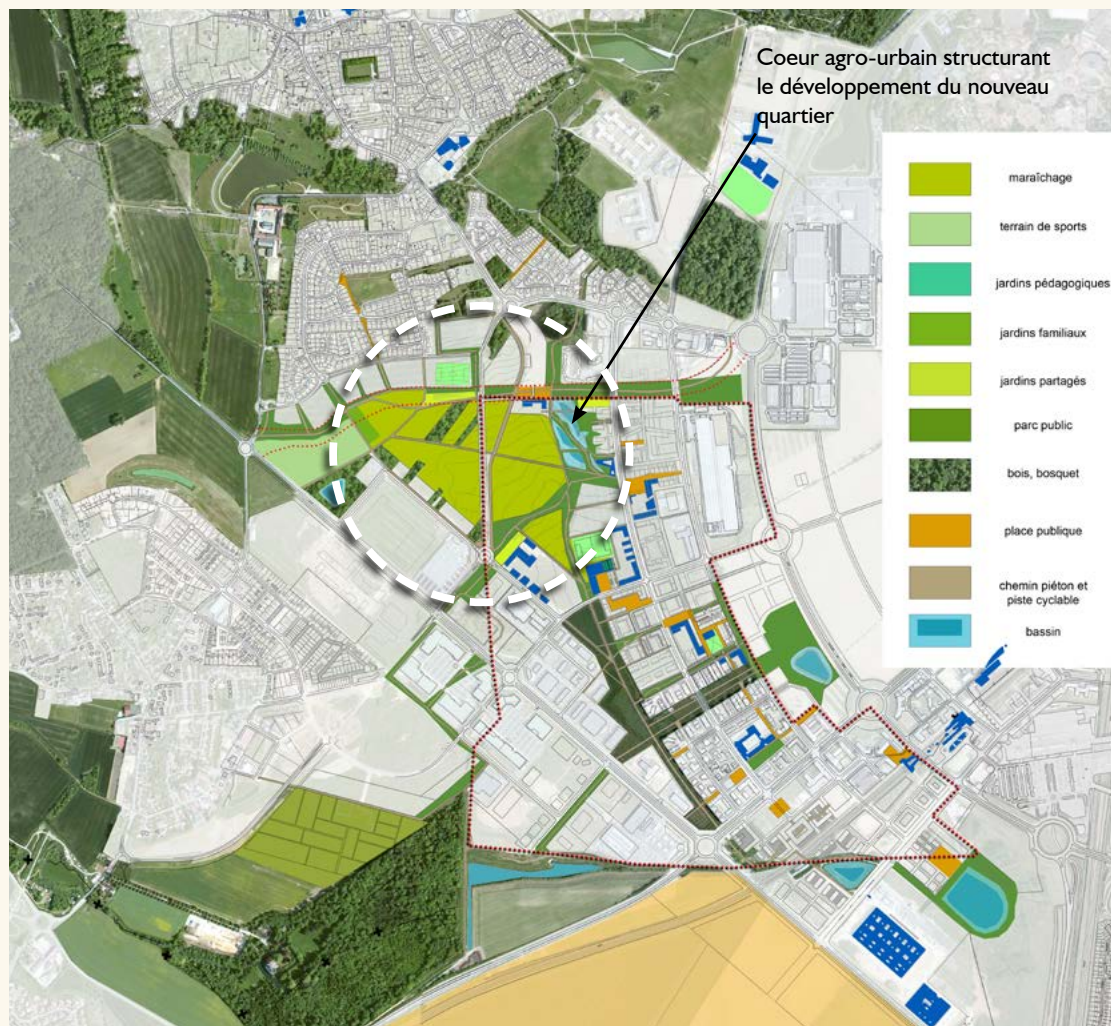 Coeur agro-urbain structurant
le développement du nouveau
quartier
maraîchage
terrain de sports
jardins pédagogiques
jardins familiaux
jardins partagés
parc public
bois, bosquet
place publique
chemin piéton et
piste cyclable
bassin